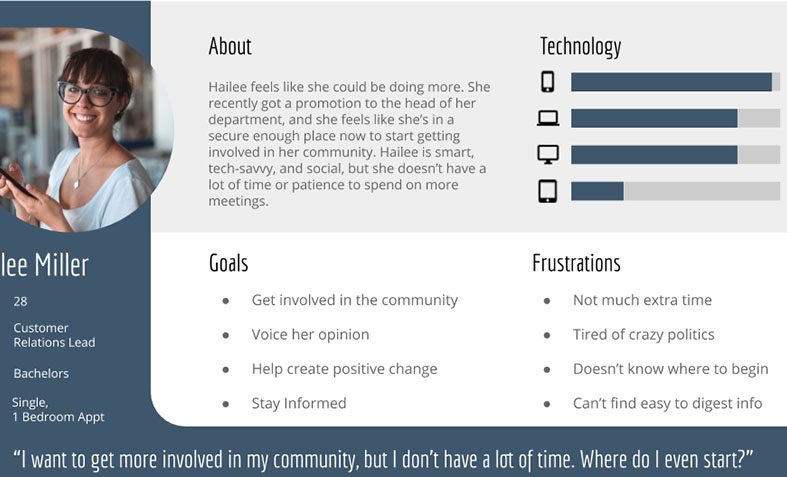 About
Hailee feels like she could be doing more. She
recently got a promotion to the head of her
department, and she feels like she's in a
secure enough place now to start getting
involved in her community. Hailee is smart,
tech-savvy, and social, but she doesn't have a
lot of time or patience to spend on more
meetings.
Technology
lee Miller
28
Customer
Relations Lead
Bachelors
Single,
1 Bedroom Appt
Goals
● Get involved in the community
● Voice her opinion
● Help create positive change
● Stay Informed
Frustrations
● Not much extra time
● Tired of crazy politics
● Doesn't know where to begin
● Can't find easy to digest info
“I want to get more involved in my community, but I don't have a lot of time. Where do I even start?”